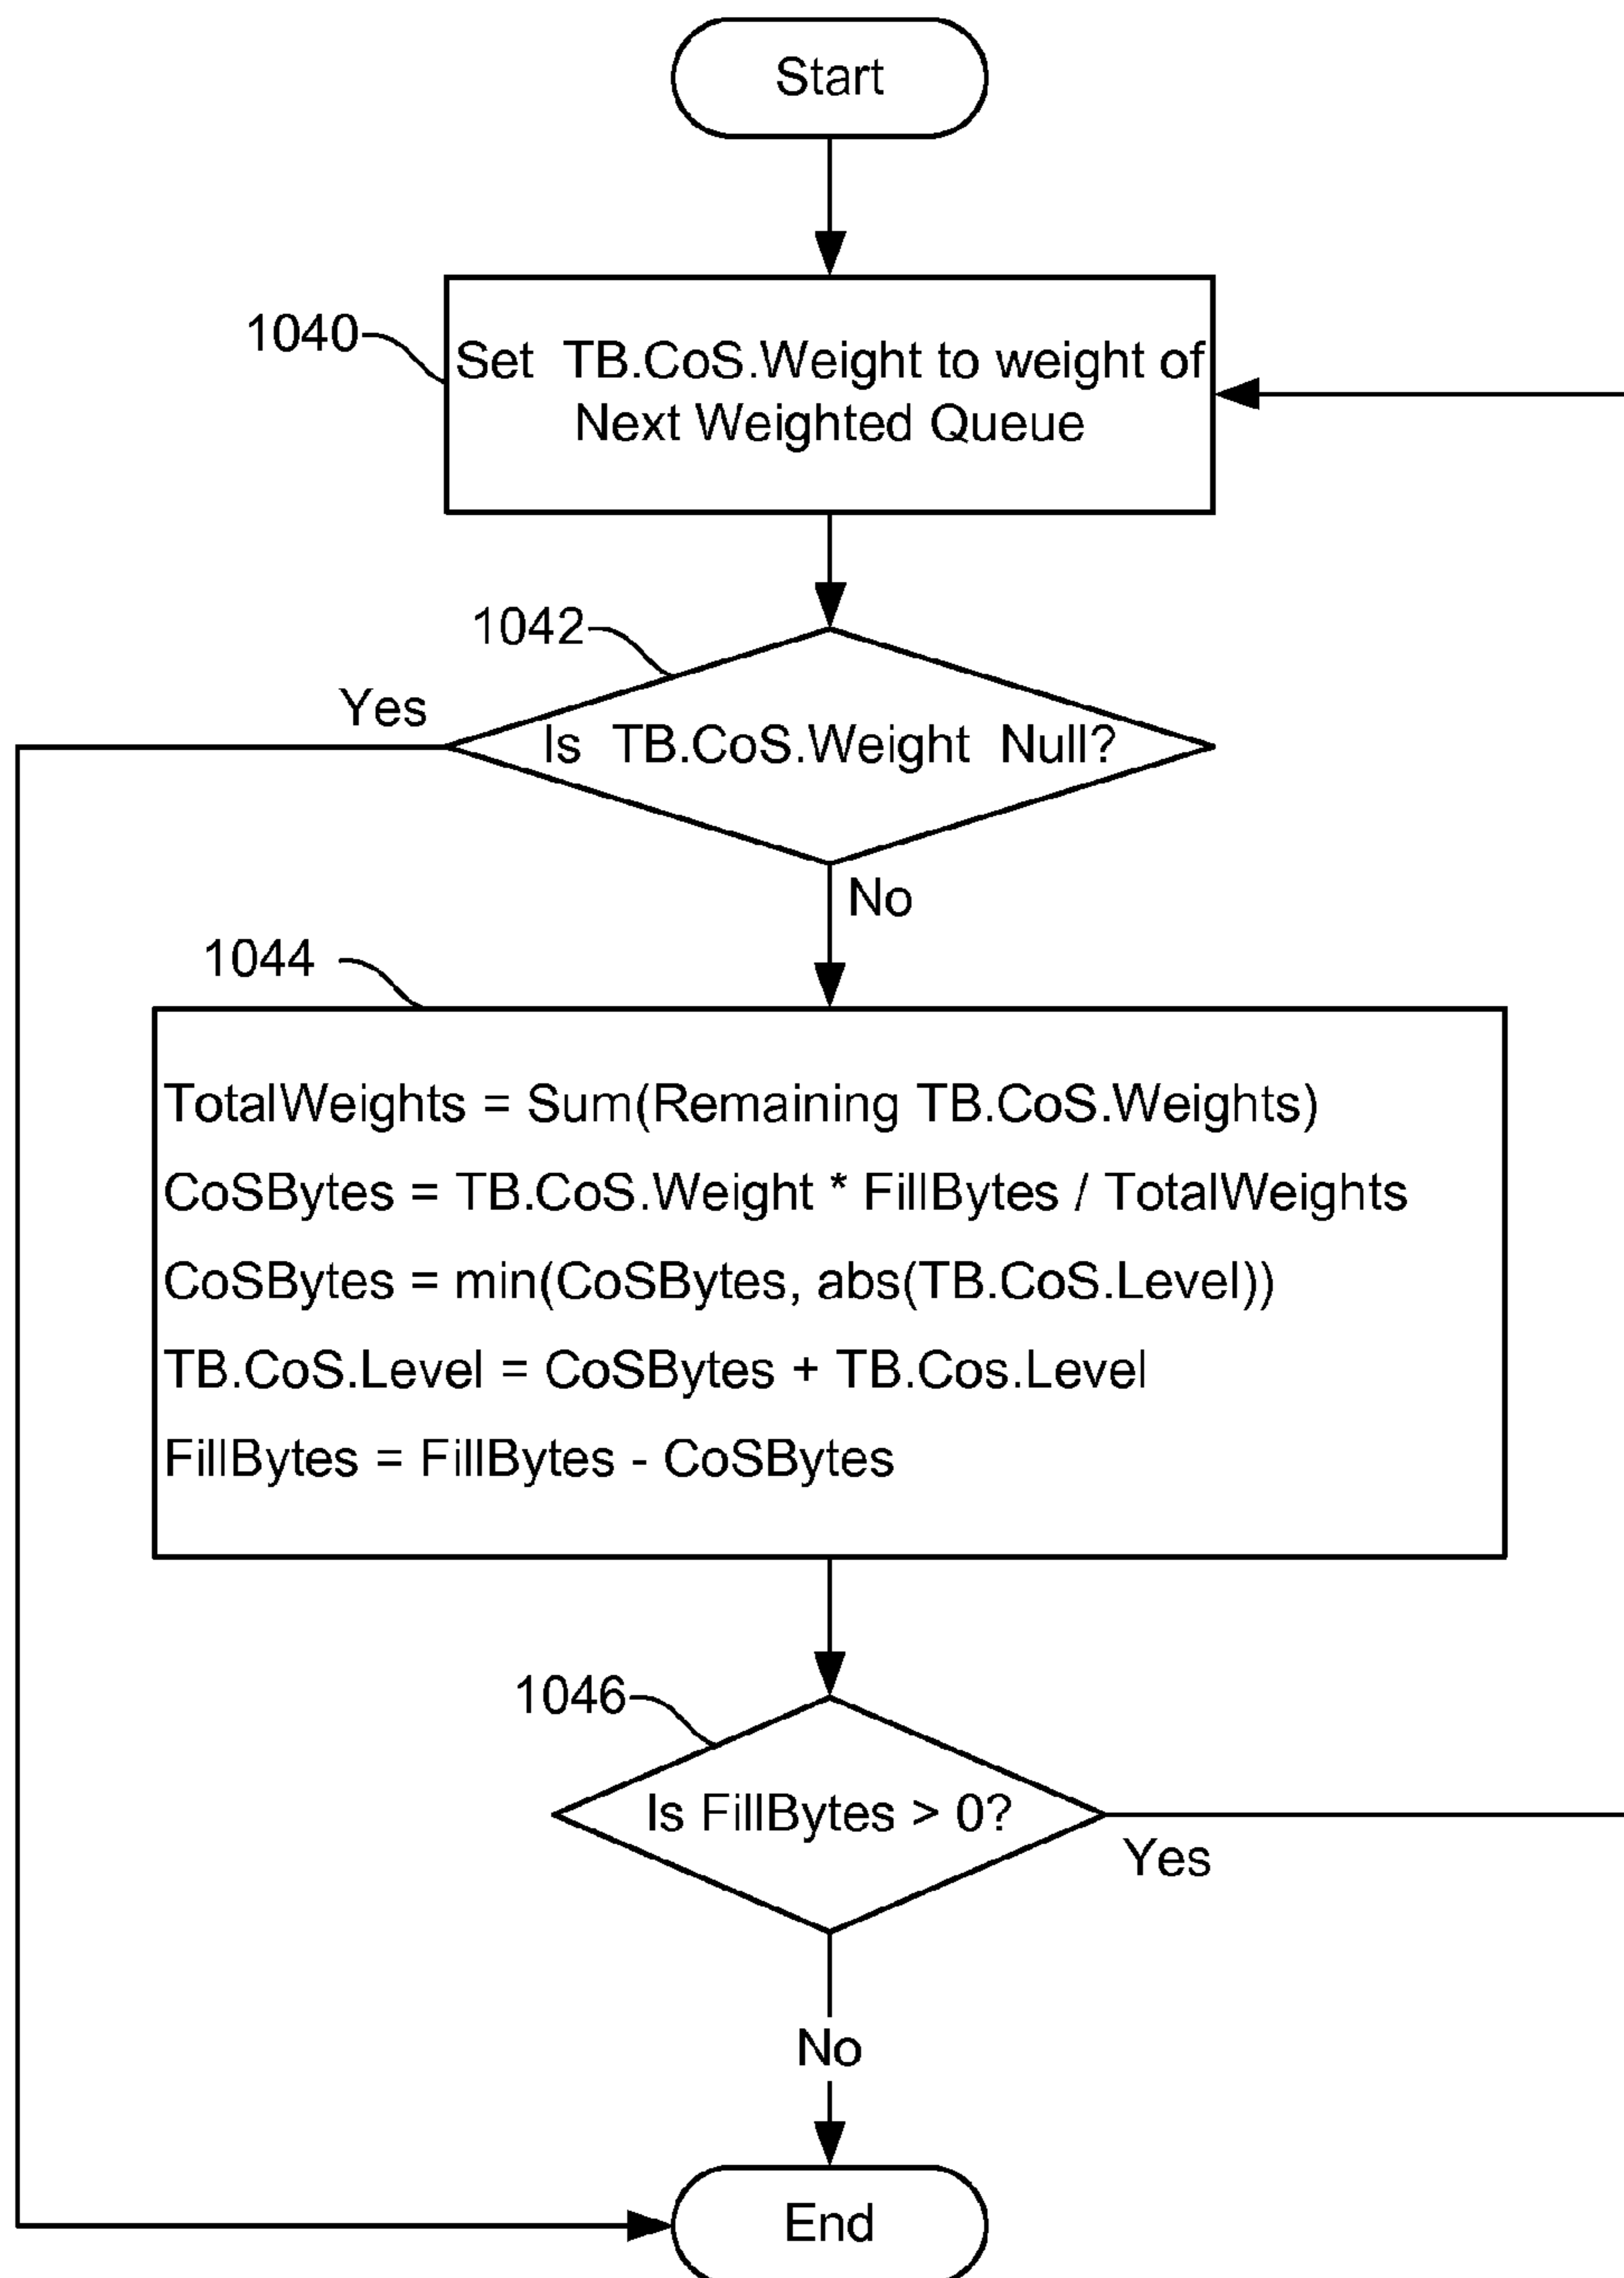 Start
1040
Set TB.CoS.Weight to weight of
Next Weighted Queue
1042
Yes
Is TB.CoS.Weight Null?
No
1044
TotalWeights = Sum(Remaining TB.CoS.Weights)
CoSBytes = TB.CoS.Weight * FillBytes / TotalWeights
CoSBytes = min(CoSBytes, abs(TB.CoS.Level))
TB.CoS.Level = CoSBytes + TB.Cos.Level
FillBytes = FillBytes - CoSBytes
1046
Is FillBytes > 0?
Yes
No
End